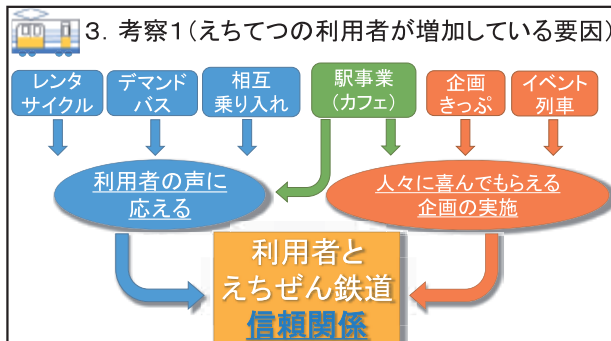 3. 考察1(えちてつの利用者が増加している要因)
レンタ
サイクル
デマンド
バス
相互
乗り入れ
駅事業
(カフェ)
企画
きっぷ
イベント
列車
利用者の声に
応える
人々に喜んでもらえる
企画の実施
利用者と
えちぜん鉄道
信頼関係